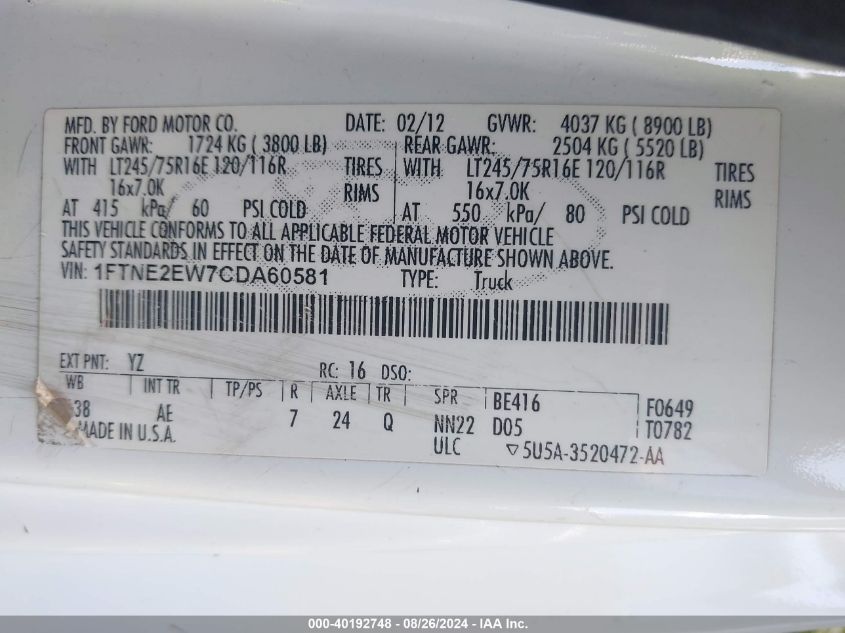 MFD. BY FORD MOTOR CO. DATE: 02/12 GVWR: 4037 KG ( 8900 LB)
FRONT GAWR: 1724 KG ( 3800 LB) REAR GAWR: 2504 KG ( 5520 LB)
WITH LT245/75R16E 120/116R TIRES WITH LT245/75R16E 120/116R TIRES
16x7.0K RIMS 16x7.0K RIMS
AT 415 kPa/ 60 PSI COLD AT 550 kPa/ 80 PSI COLD
THIS VEHICLE CONFORMS TO ALL APPLICABLE FEDERAL MOTOR VEHICLE
SAFETY STANDARDS IN EFFECT ON THE DATE OF MANUFACTURE SHOWN ABOVE.
VIN: 1FTNE2EW7CDA60581 TYPE: Truck
EXT PNT: YZ RC: 16 DSO:
WB INT TR TP/PS R AXLE TR SPR BE416 F0649
38 AE 7 24 Q NN22 D05 T0782
MADE IN U.S.A. ULC ▽5U5A-3520472-AA
000-40192748 - 08/26/2024 - IAA Inc.